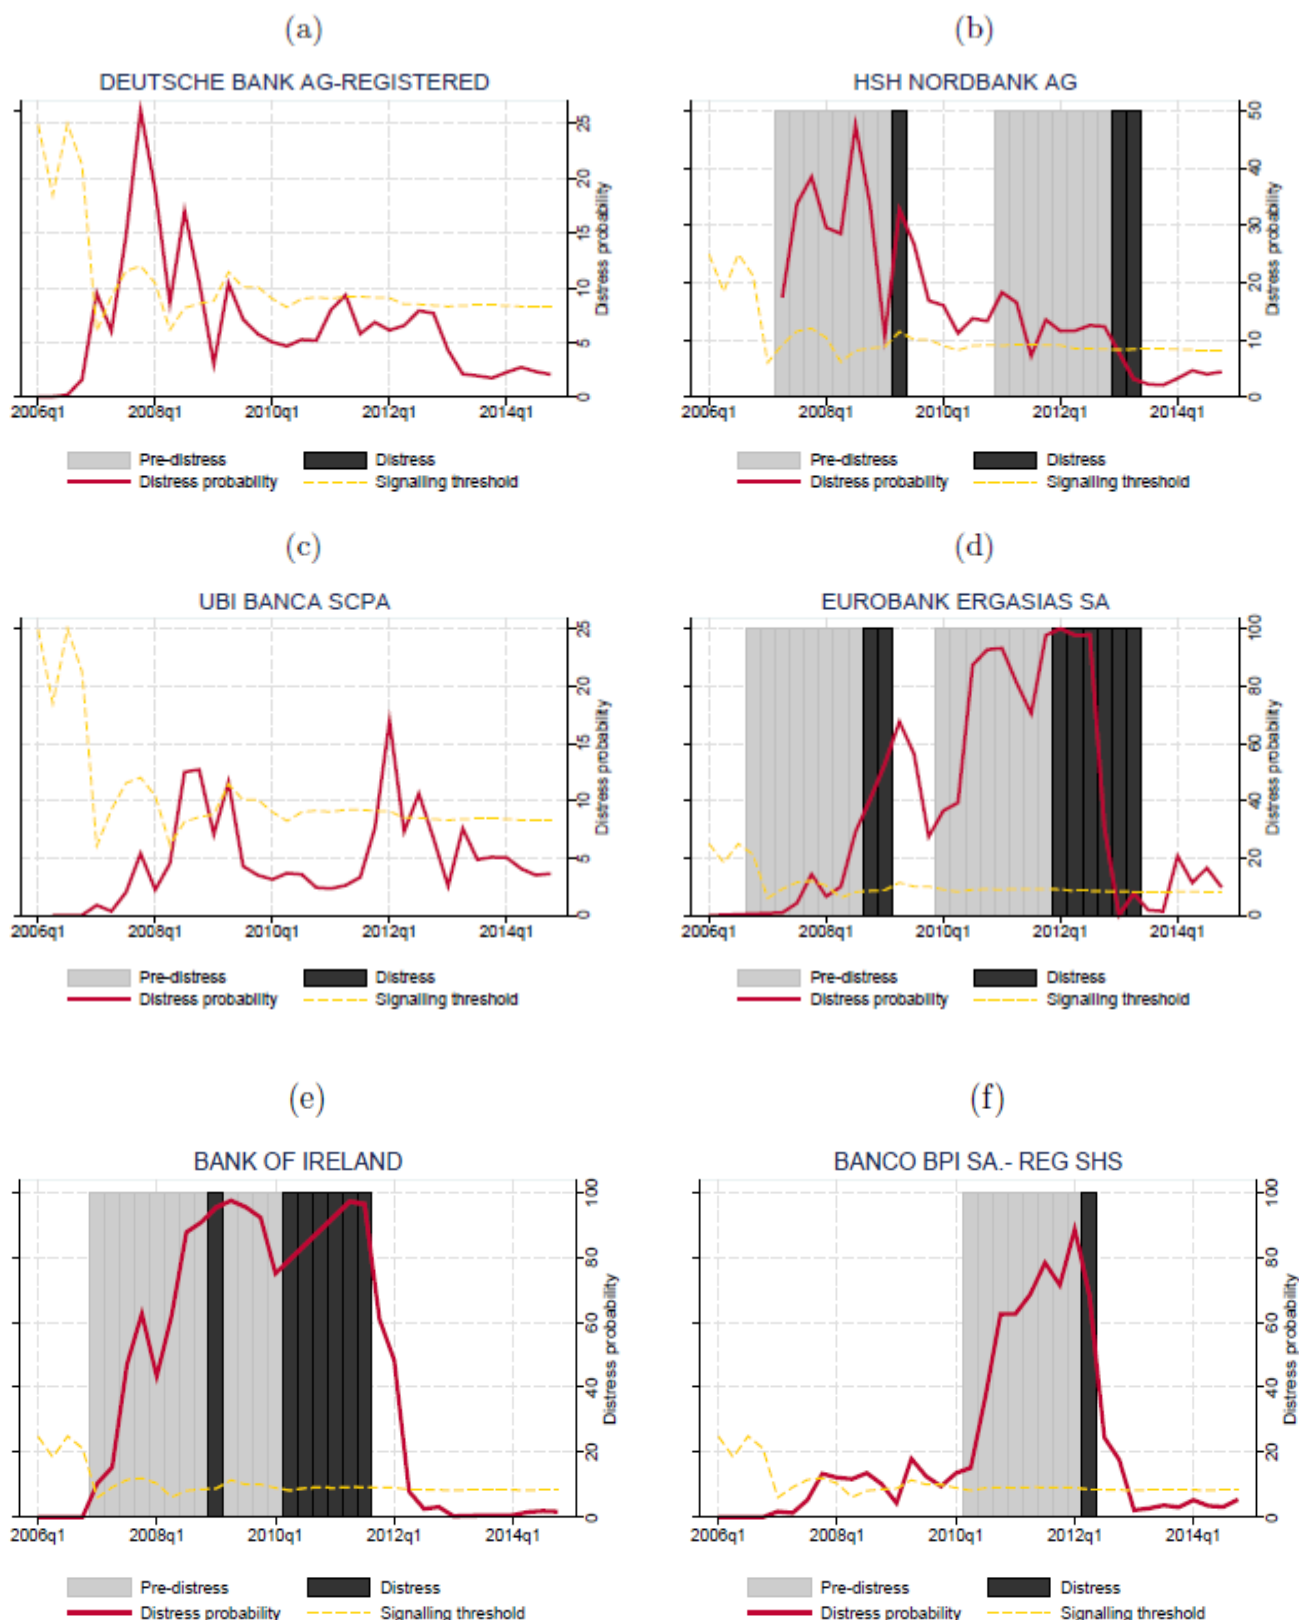 (a)
DEUTSCHE BANK AG-REGISTERED
25
20
15
10
5
0
Distress probability
2006q1 2008q1 2010q1 2012q1 2014q1
Pre-distress Distress
Distress probability Signalling threshold
(b)
HSH NORDBANK AG
50
40
30
20
10
0
Distress probability
2006q1 2008q1 2010q1 2012q1 2014q1
Pre-distress Distress
Distress probability Signalling threshold
(c)
UBI BANCA SCPA
25
20
15
10
5
0
Distress probability
2006q1 2008q1 2010q1 2012q1 2014q1
Pre-distress Distress
Distress probability Signalling threshold
(d)
EUROBANK ERGASIAS SA
100
80
60
40
20
0
Distress probability
2006q1 2008q1 2010q1 2012q1 2014q1
Pre-distress Distress
Distress probability Signalling threshold
(e)
BANK OF IRELAND
100
80
60
40
20
0
Distress probability
2006q1 2008q1 2010q1 2012q1 2014q1
Pre-distress Distress
Distress probability Signalling threshold
(f)
BANCO BPI SA.- REG SHS
100
80
60
40
20
0
Distress probability
2006q1 2008q1 2010q1 2012q1 2014q1
Pre-distress Distress
Distress probability Signalling threshold